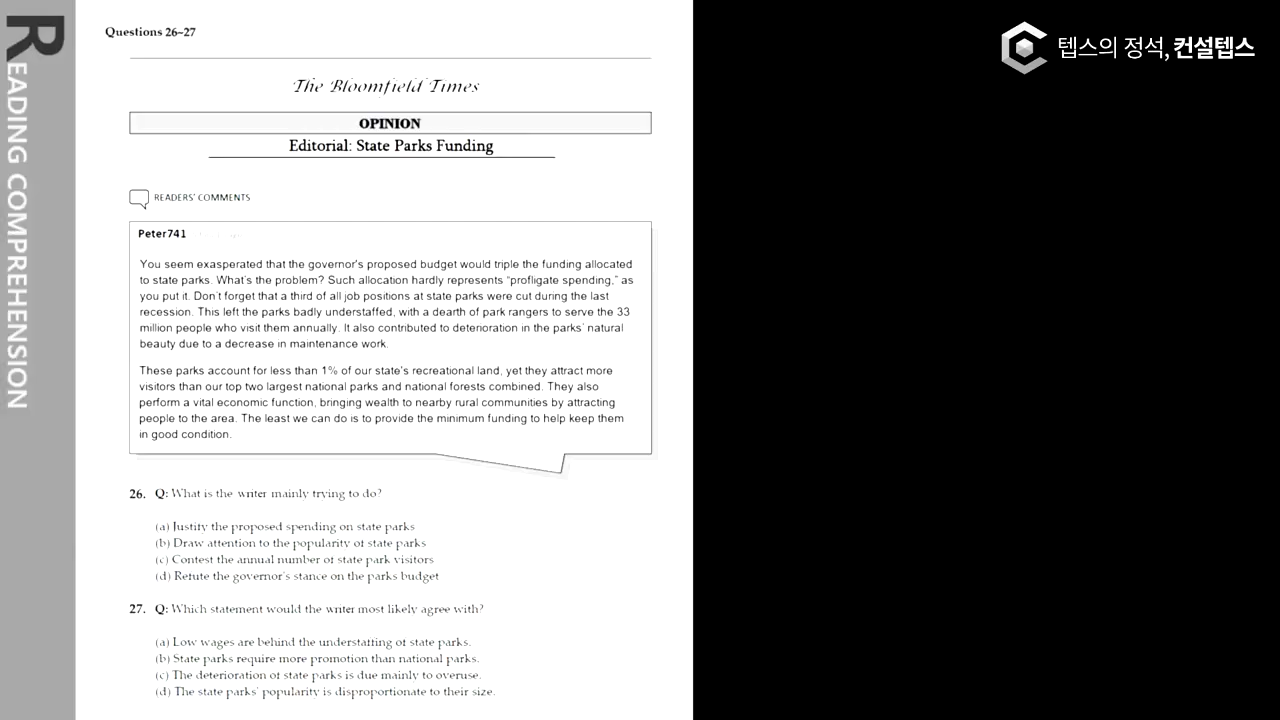 READING COMPREHENSION
텝스의 정석, 컨설텝스
Questions 26–27
The Bloomfield Times
OPINION
Editorial: State Parks Funding
READERS' COMMENTS
Peter741
You seem exasperated that the governor's proposed budget would triple the funding allocated
to state parks. What's the problem? Such allocation hardly represents “profligate spending,” as
you put it. Don't forget that a third of all job positions at state parks were cut during the last
recession. This left the parks badly understaffed, with a dearth of park rangers to serve the 33
million people who visit them annually. It also contributed to deterioration in the parks' natural
beauty due to a decrease in maintenance work.
These parks account for less than 1% of our state's recreational land, yet they attract more
visitors than our top two largest national parks and national forests combined. They also
perform a vital economic function, bringing wealth to nearby rural communities by attracting
people to the area. The least we can do is to provide the minimum funding to help keep them
in good condition.
26. Q: What is the writer mainly trying to do?
(a) Justify the proposed spending on state parks
(b) Draw attention to the popularity of state parks
(c) Contest the annual number of state park visitors
(d) Refute the governor's stance on the parks budget
27. Q: Which statement would the writer most likely agree with?
(a) Low wages are behind the understaffing of state parks.
(b) State parks require more promotion than national parks.
(c) The deterioration of state parks is due mainly to overuse.
(d) The state parks' popularity is disproportionate to their size.